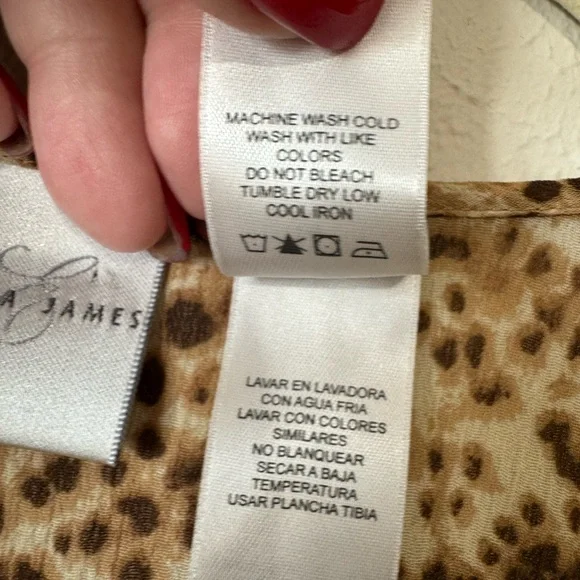 MACHINE WASH COLD
WASH WITH LIKE
COLORS
DO NOT BLEACH
TUMBLE DRY LOW
COOL IRON
A JAMES
LAVAR EN LAVADORA
CON AGUA FRIA
LAVAR CON COLORES
SIMILARES
NO BLANQUEAR
SECAR A BAJA
TEMPERATURA
USAR PLANCHA TIBIA